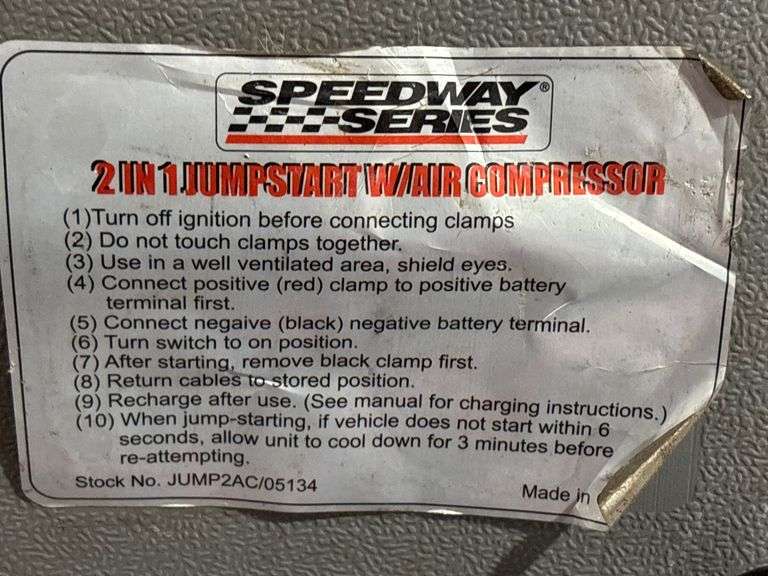 SPEEDWAY®
SERIES
2 IN 1 JUMPSTART W/AIR COMPRESSOR
(1)Turn off ignition before connecting clamps
(2) Do not touch clamps together.
(3) Use in a well ventilated area, shield eyes.
(4) Connect positive (red) clamp to positive battery
terminal first.
(5) Connect negaive (black) negative battery terminal.
(6) Turn switch to on position.
(7) After starting, remove black clamp first.
(8) Return cables to stored position.
(9) Recharge after use. (See manual for charging instructions.)
(10) When jump-starting, if vehicle does not start within 6
seconds, allow unit to cool down for 3 minutes before
re-attempting.
Stock No. JUMP2AC/05134
Made in